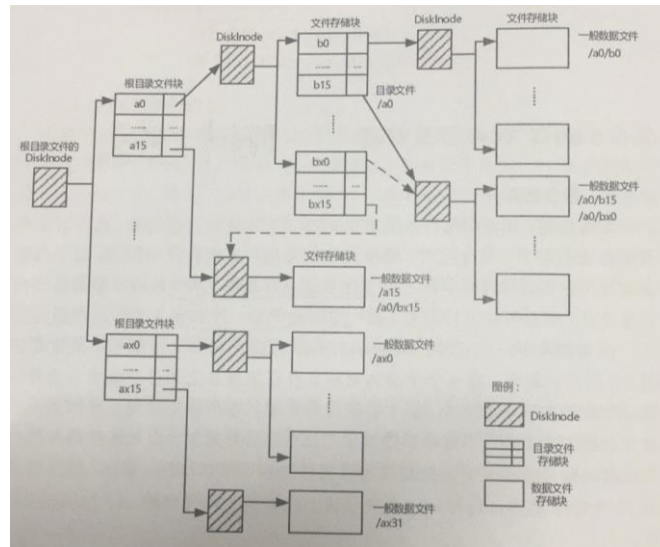 DiskInode
文件存储块
DiskInode
文件存储块
b0
……
…
b15
一般数据文件
/a0/b0
根目录文件块
a0
……
…
a15
目录文件
/a0
根目录文件的
DiskInode
bx0
……
…
bx15
一般数据文件
/a0/b15
/a0/bx0
文件存储块
一般数据文件
/a15
/a0/bx15
根目录文件块
ax0
……
…
ax15
一般数据文件
/ax0
图例：
DiskInode
目录文件
存储块
数据文件
存储块
一般数据文件
/ax31